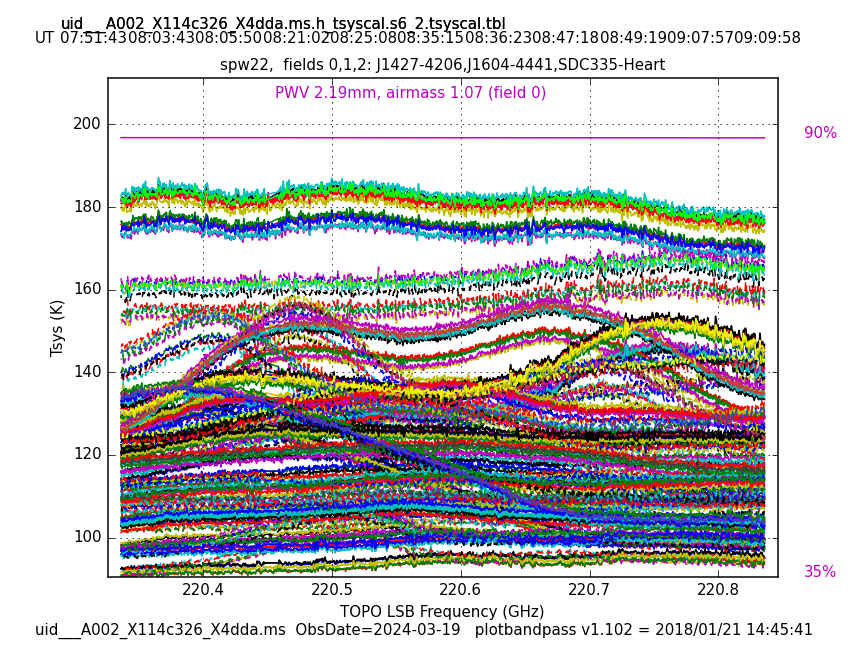 uid___A002_X114c326_X4dda.ms.h_tsyscal.s6_2.tsyscal.tbl
UT 07:51:43 08:03:43 08:05:50 08:21:02 08:25:08 08:35:15 08:36:23 08:47:18 08:49:19 09:07:57 09:09:58
spw22,  fields 0,1,2: J1427-4206,J1604-4441,SDC335-Heart
PWV 2.19mm, airmass 1.07 (field 0)
90%
200
180
160
140
120
100
Tsys (K)
35%
220.4 220.5 220.6 220.7 220.8
TOPO LSB Frequency (GHz)
uid___A002_X114c326_X4dda.ms  ObsDate=2024-03-19   plotbandpass v1.102 = 2018/01/21 14:45:41